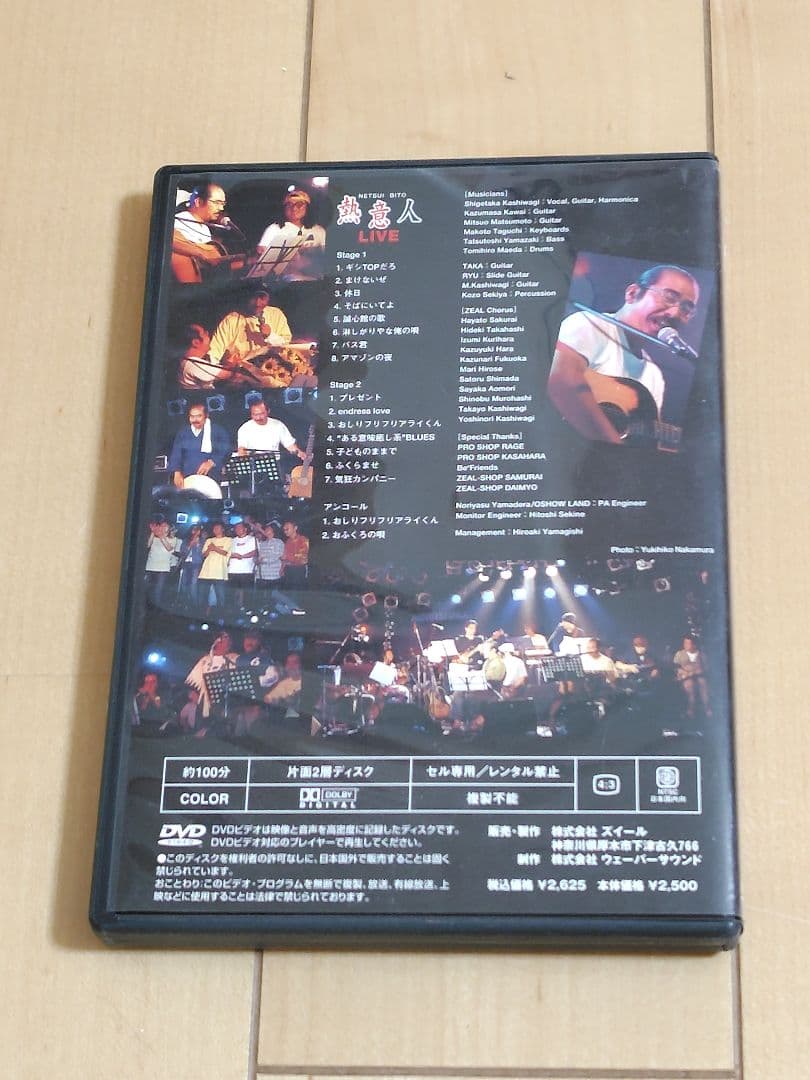 NETSUI BITO
熱意人
LIVE
Stage 1
1. ギシTOPだろ
2. まけないぜ
3. 休日
4. そばにいてよ
5. 誠心館の歌
6. 淋しがりやな俺の唄
7. バス君
8. アマゾンの夜
Stage 2
1. プレゼント
2. endress love
3. おしりフリフリアライくん
4. "ある意味癒し系"BLUES
5. 子どものままで
6. ふくらませ
7. 気狂カンパニー
アンコール
1. おしりフリフリアライくん
2. おふくろの唄
[Musicians]
Shigetaka Kashiwagi : Vocal, Guitar, Harmonica
Kazumasa Kawai : Guitar
Mitsuo Matsumoto : Guitar
Makoto Taguchi : Keyboards
Tatsutoshi Yamazaki : Bass
Tomihiro Maeda : Drums
TAKA : Guitar
RYU : Slide Guitar
M.Kashiwagi : Guitar
Kozo Sekiya : Percussion
[ZEAL Chorus]
Hayato Sakurai
Hideki Takahashi
Izumi Kurihara
Kazuyuki Hara
Kazunari Fukuoka
Mari Hirose
Satoru Shimada
Sayaka Aomori
Shinobu Murohashi
Takayo Kashiwagi
Yoshinori Kashiwagi
[Special Thanks]
PRO SHOP RAGE
PRO SHOP KASAHARA
Be*Friends
ZEAL-SHOP SAMURAI
ZEAL-SHOP DAIMYO
Noriyasu Yamadera/OSHOW LAND : PA Engineer
Monitor Engineer : Hitoshi Sekine
Management : Hiroaki Yamagishi
Photo : Yukihiko Nakamura
約100分
片面2層ディスク
セル専用／レンタル禁止
4:3
2
NTSC
日本国内向
COLOR
DOLBY
DIGITAL
複製不能
DVD
VIDEO
DVDビデオは映像と音声を高密度に記録したディスクです。
DVDビデオ対応のプレイヤーで再生してください。
●このディスクを権利者の許可なしに、日本国外で販売することは固く
禁じられています。
おことわり:このビデオ・プログラムを無断で複製、放送、有線放送、上
映などに使用することは法律で禁じられております。
販売・製作 株式会社 ズイール
神奈川県厚木市下津古久766
制作 株式会社 ウェーバーサウンド
税込価格 ¥2,625 本体価格 ¥2,500